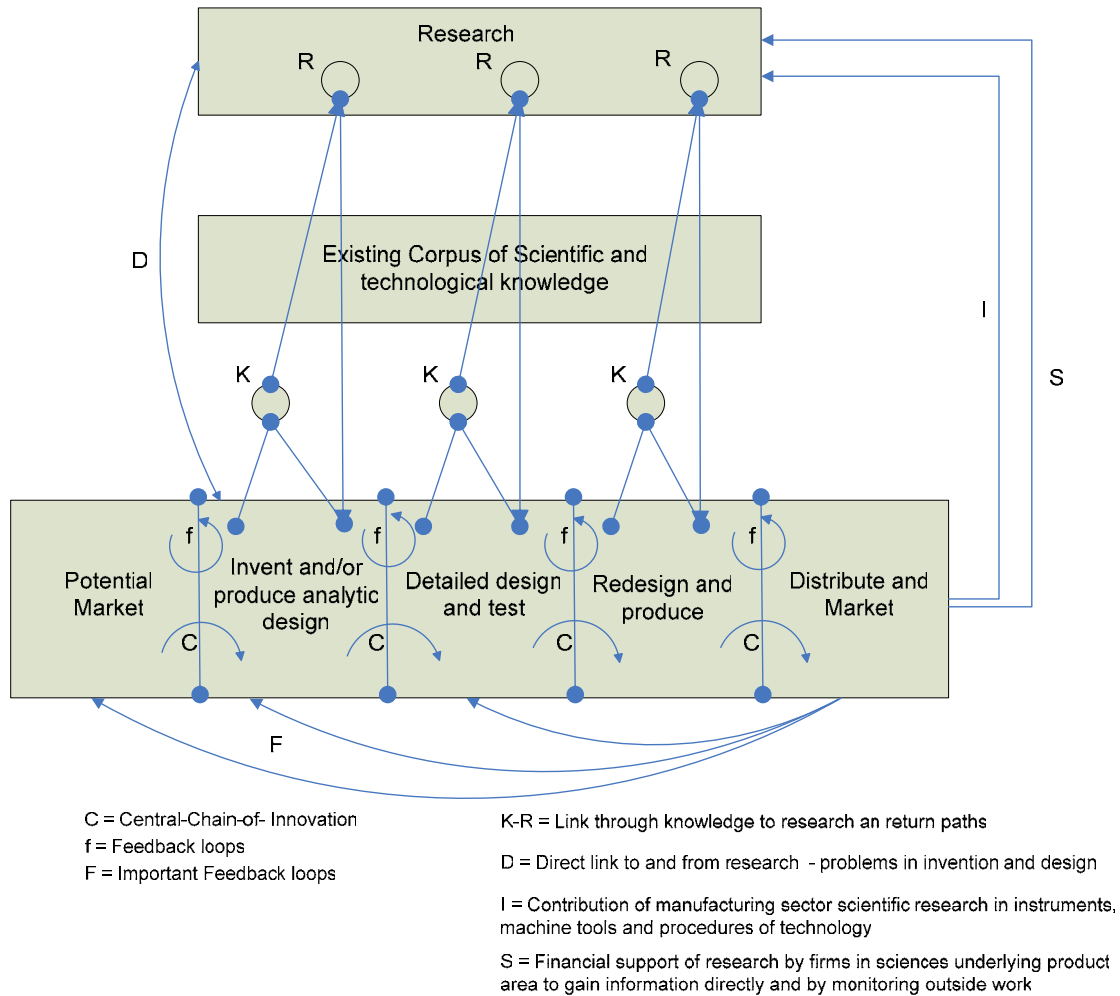 Research
R
R
R
D
Existing Corpus of Scientific and
technological knowledge
I
S
K
K
K
f
f
f
f
Potential
Market
Invent and/or
produce analytic
design
Detailed design
and test
Redesign and
produce
Distribute and
Market
C
C
C
C
F
C = Central-Chain-of- Innovation
f = Feedback loops
F = Important Feedback loops
K-R = Link through knowledge to research an return paths
D = Direct link to and from research - problems in invention and design
I = Contribution of manufacturing sector scientific research in instruments,
machine tools and procedures of technology
S = Financial support of research by firms in sciences underlying product
area to gain information directly and by monitoring outside work